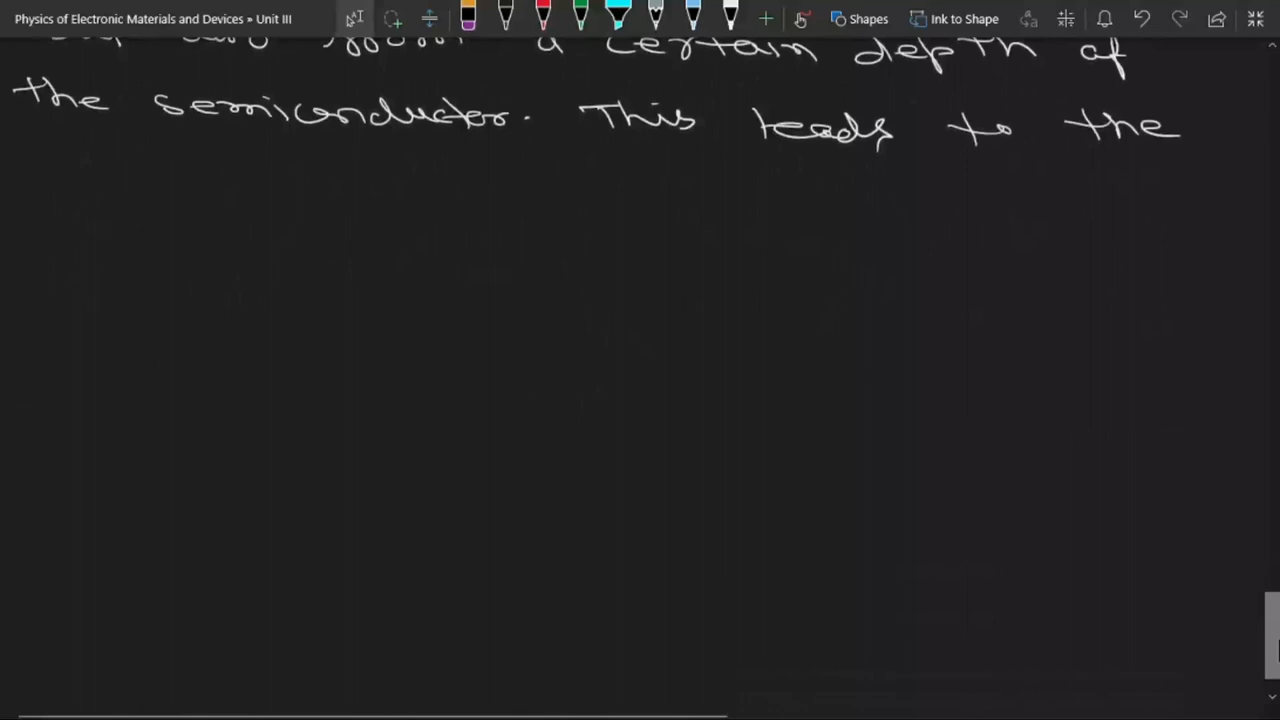 Physics of Electronic Materials and Devices » Unit III
Shapes
Ink to Shape
a certain depth of
the semiconductor. This leads to the